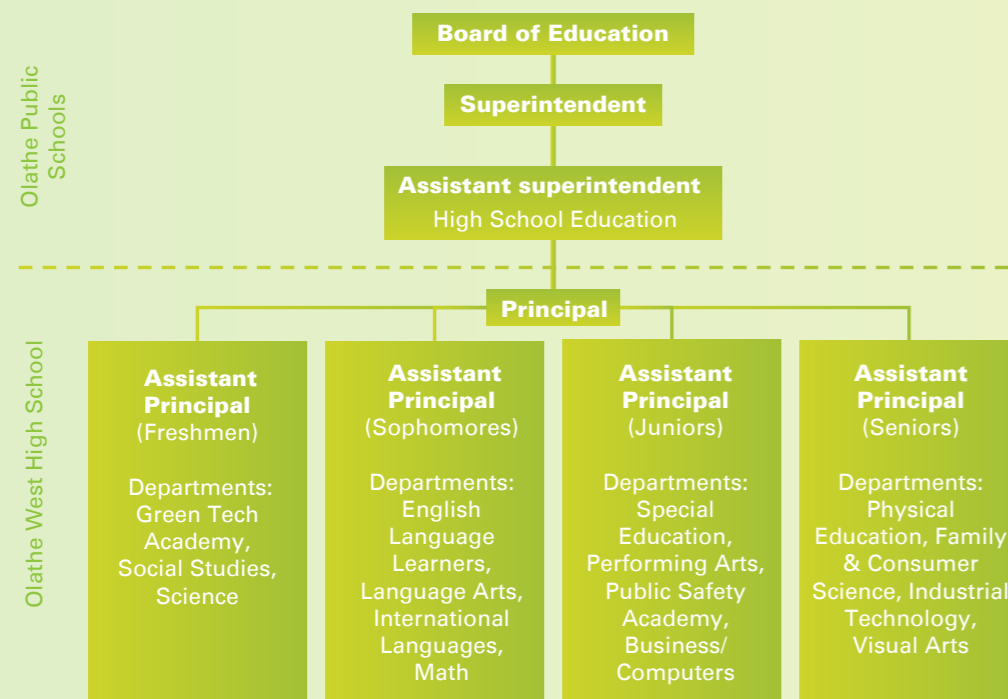 Olathe Public
Schools
Board of Education
Superintendent
Assistant superintendent
High School Education
Olathe West High School
Principal
Assistant
Principal
(Freshmen)
Departments:
Green Tech
Academy,
Social Studies,
Science
Assistant
Principal
(Sophomores)
Departments:
English
Language
Learners,
Language Arts,
International
Languages,
Math
Assistant
Principal
(Juniors)
Departments:
Special
Education,
Performing Arts,
Public Safety
Academy,
Business/
Computers
Assistant
Principal
(Seniors)
Departments:
Physical
Education, Family
& Consumer
Science, Industrial
Technology,
Visual Arts